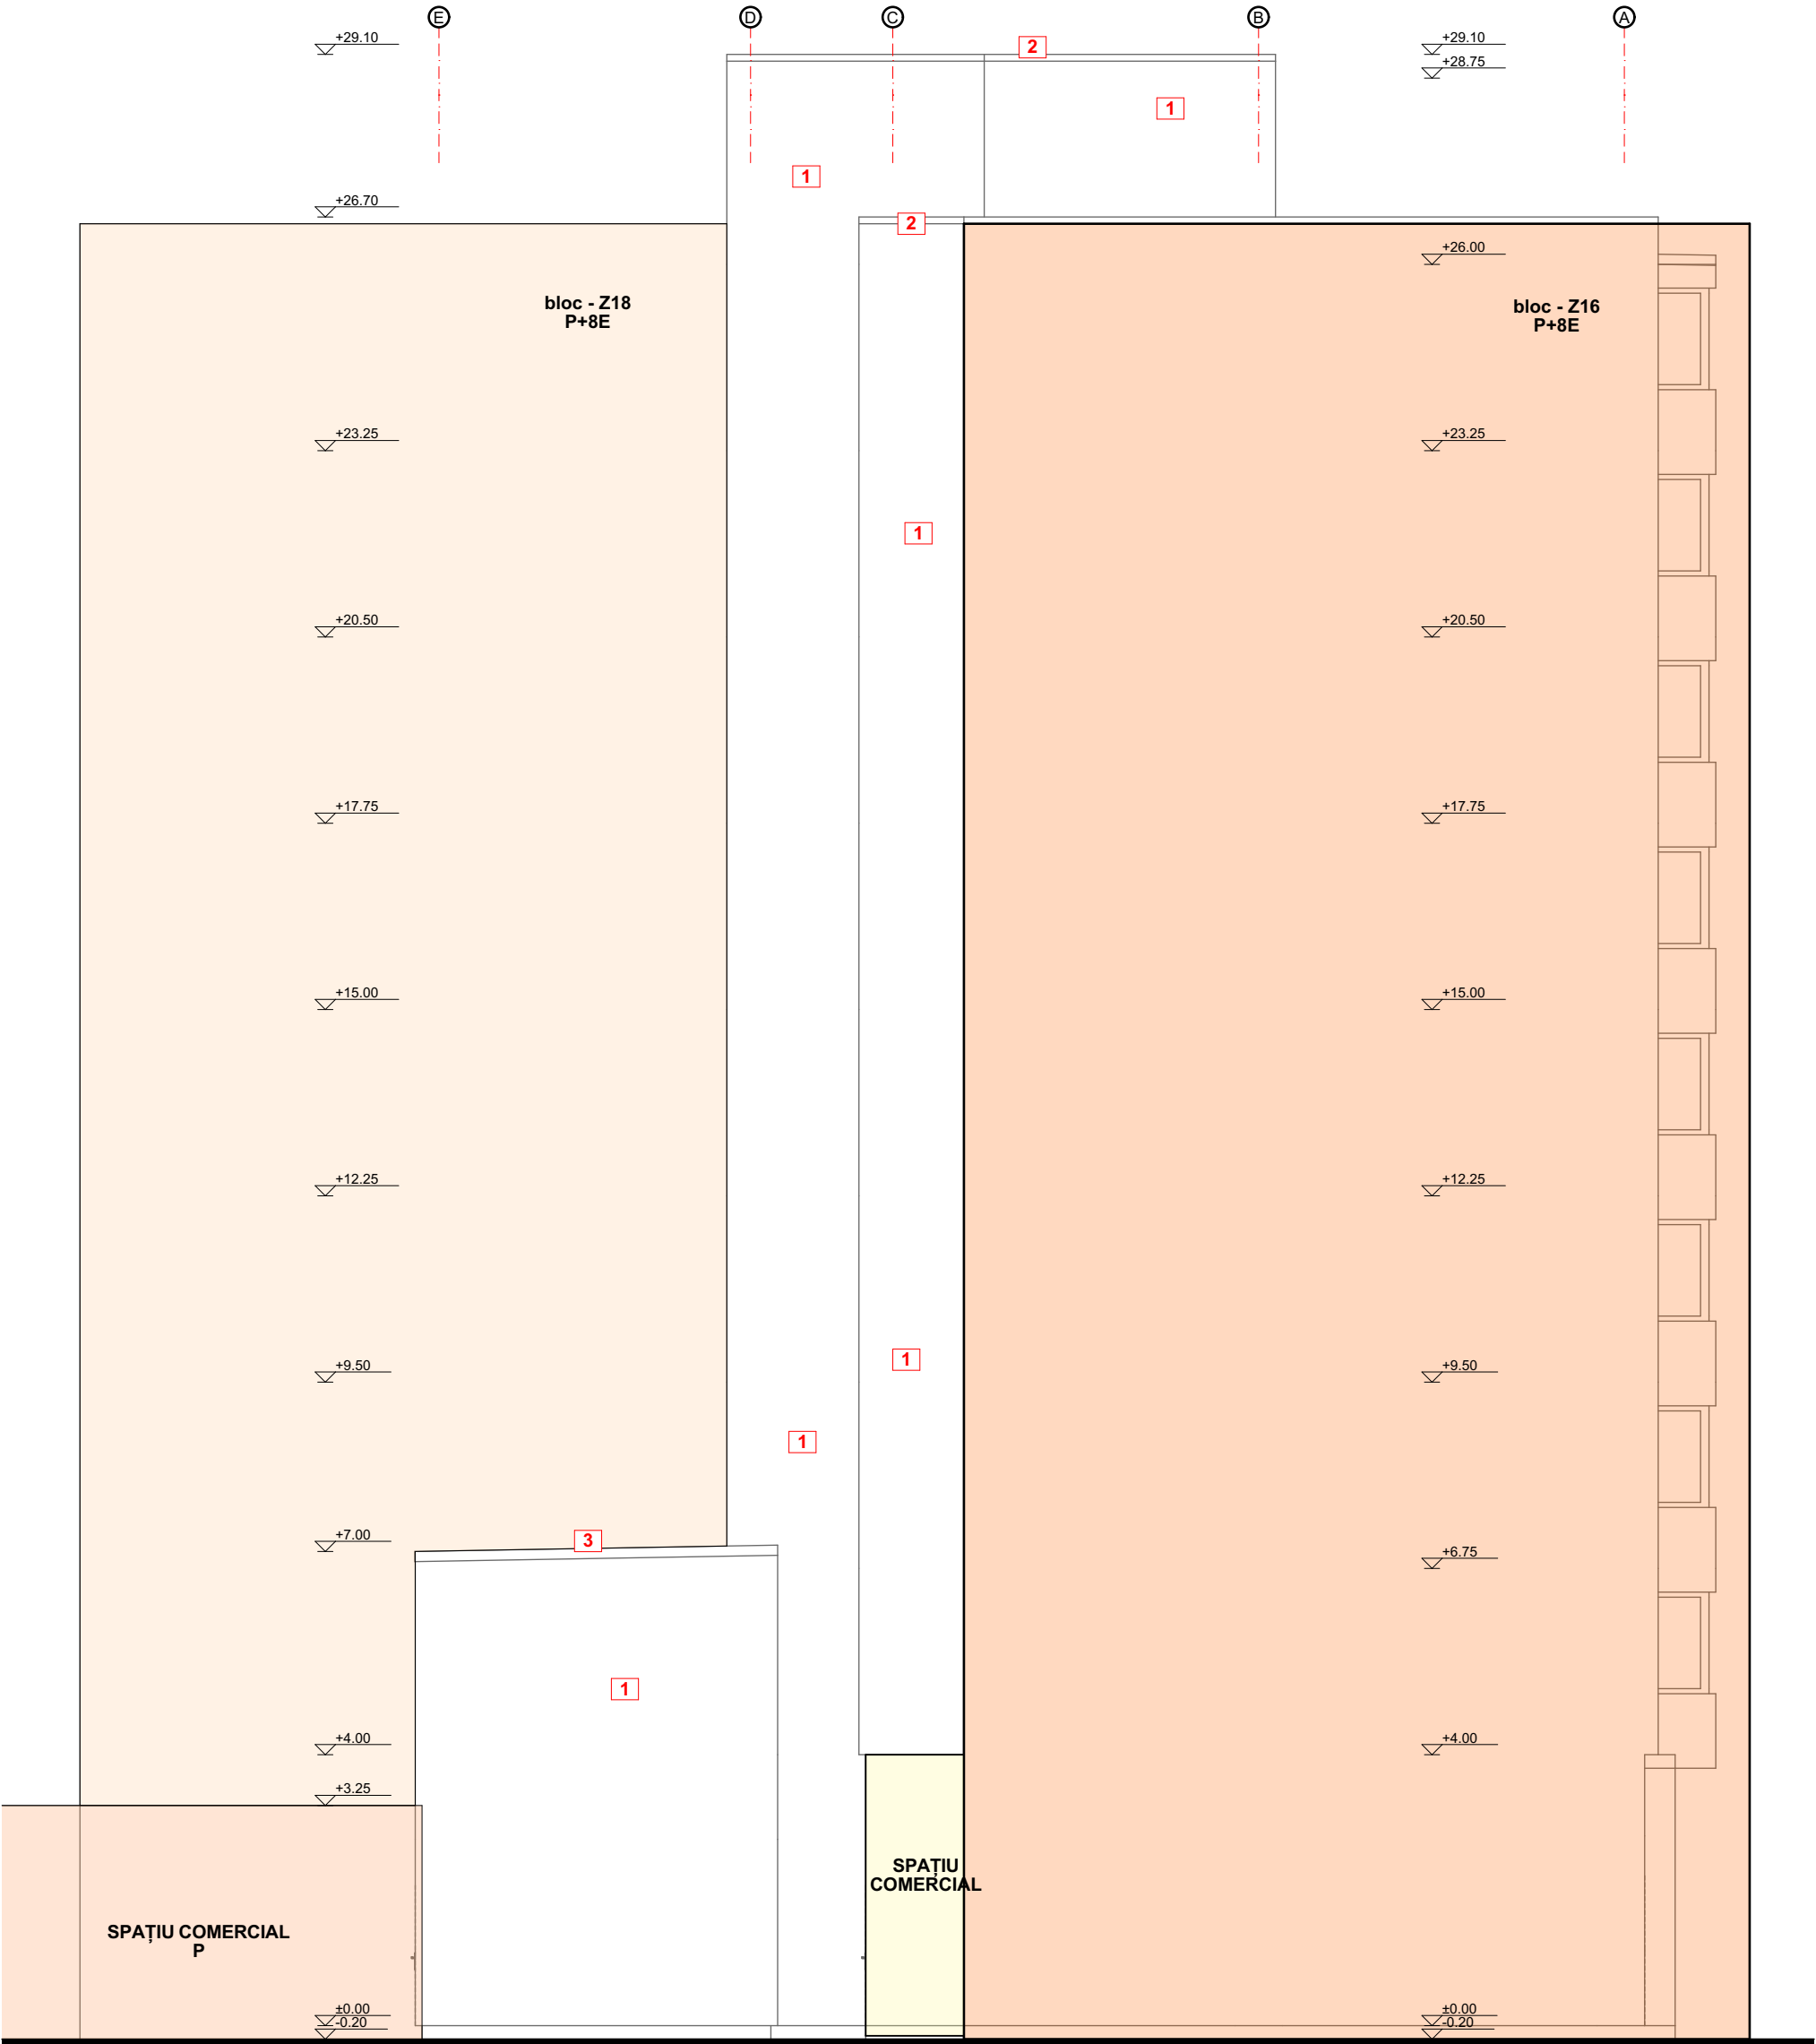 E D C B A
+29.10 2 +29.10
+28.75
1
1
+26.70
2
+26.00
bloc - Z18
P+8E
bloc - Z16
P+8E
+23.25 +23.25
1
+20.50 +20.50
+17.75 +17.75
+15.00 +15.00
+12.25 +12.25
1
+9.50 +9.50
1
+7.00 3
+6.75
1
+4.00 +4.00
+3.25
SPAȚIU
COMERCIAL
SPAȚIU COMERCIAL
P
±0.00 ±0.00
-0.20 -0.20